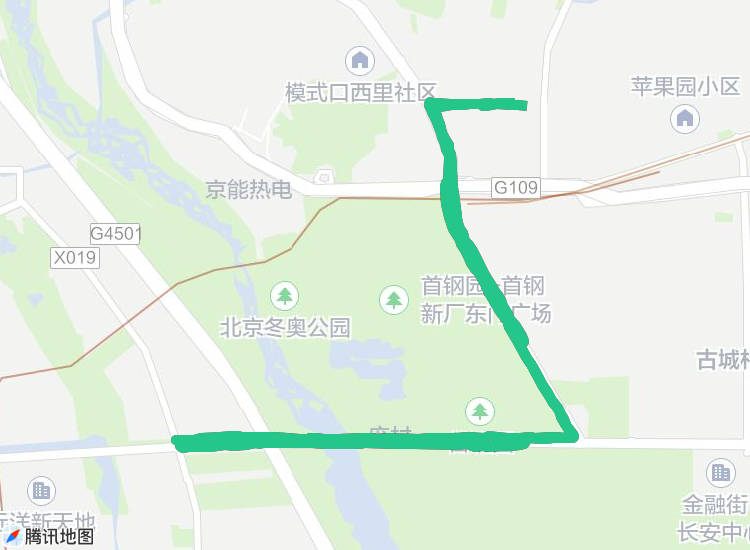 模式口西里社区
苹果园小区
京能热电
G109
G4501
X019
首钢园-首钢
新厂东门广场
北京冬奥公园
古城
金融街
长安中心
远洋新天地
腾讯地图